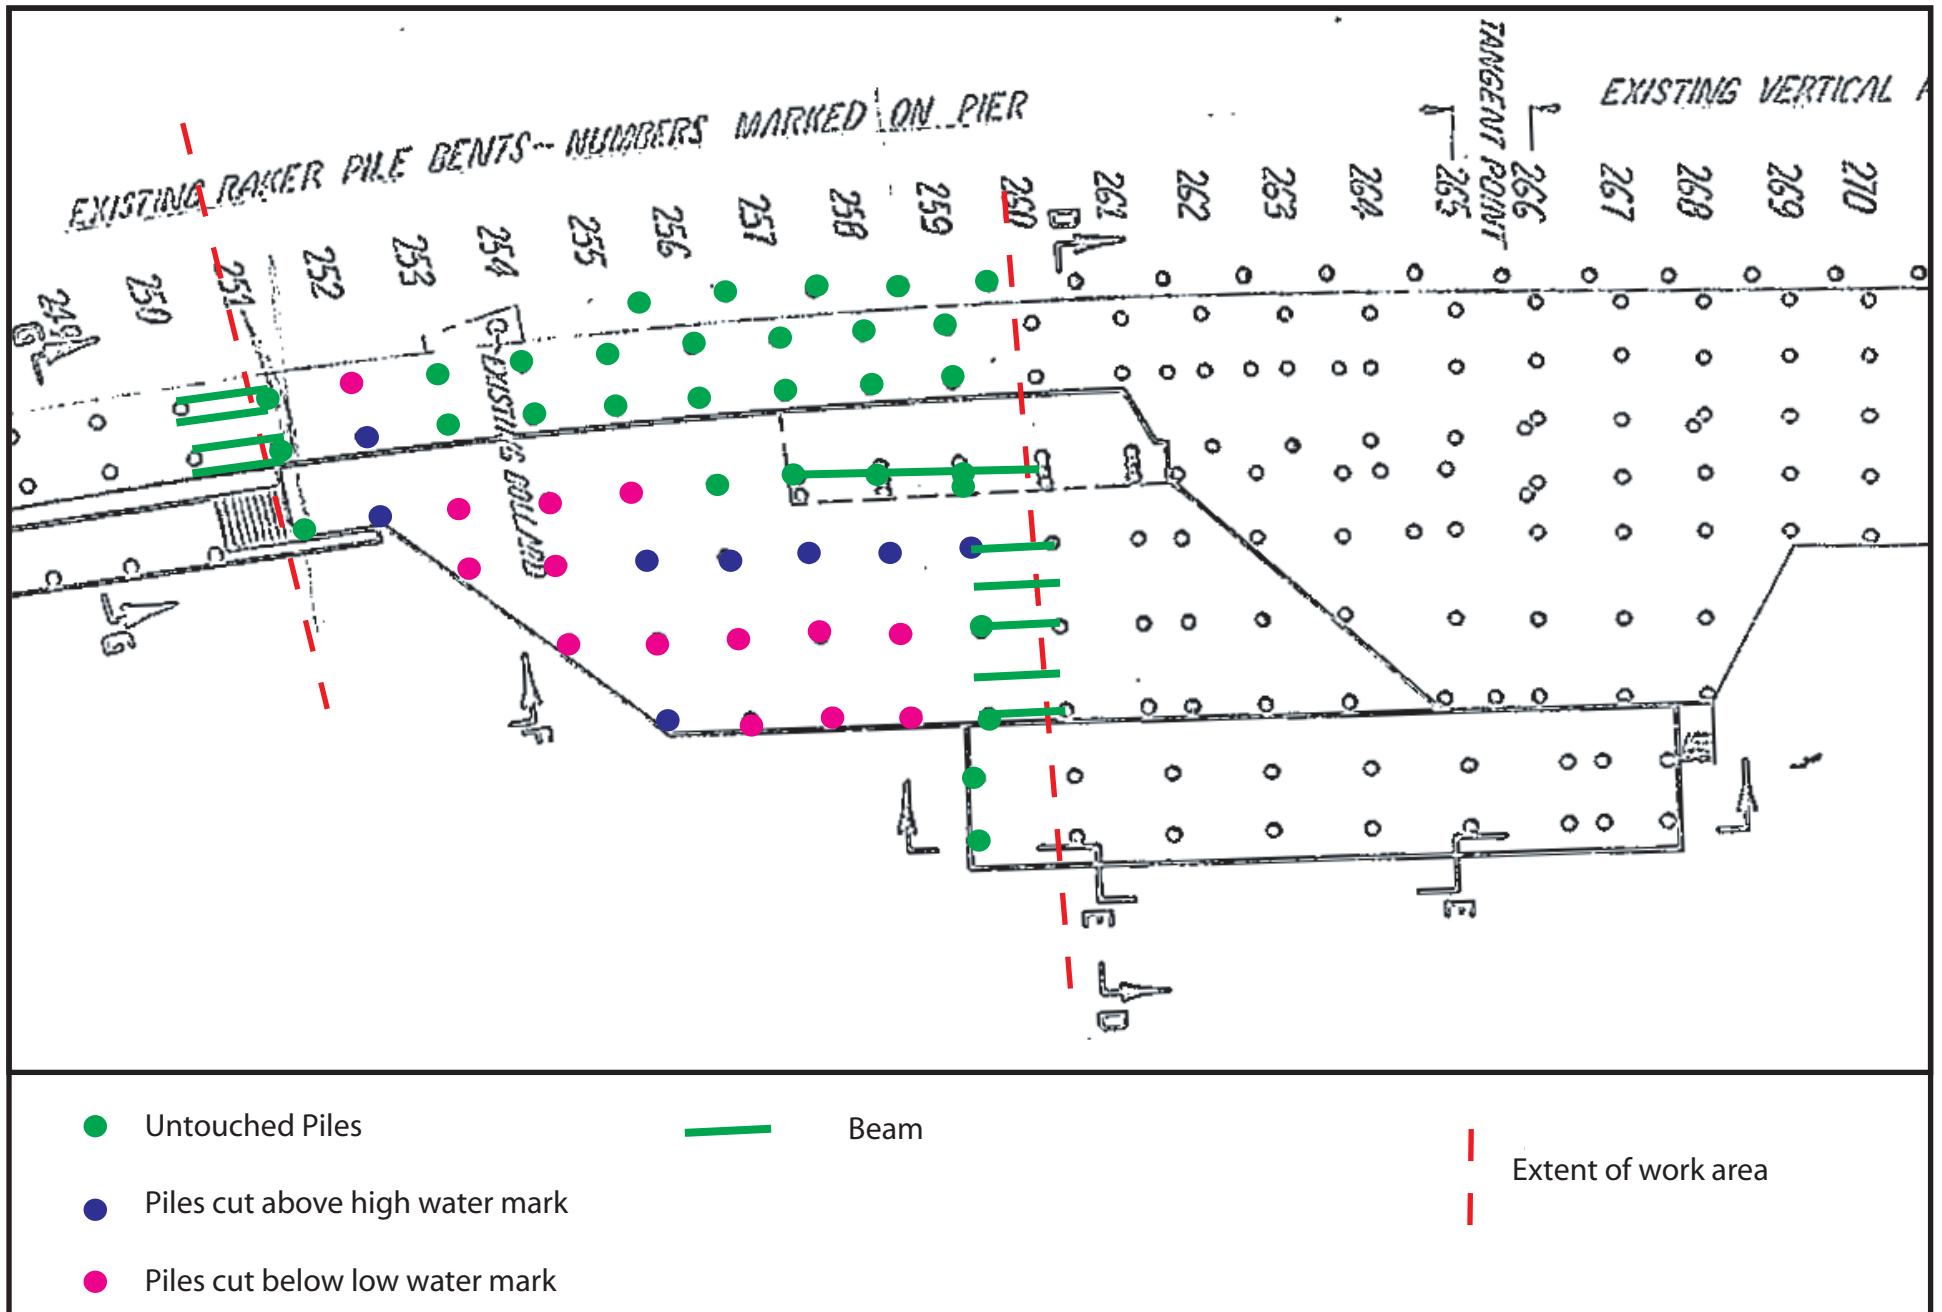 EXISTING RAKER PILE BENTS~ NUMBERS MARKED ON PIER
EXISTING VERTICAL
TANGENT POINT
249
250
251
252
253
254
255
256
257
258
259
260
261
262
263
264
265
266
267
268
269
270
D
G
EXISTING BOLLARD
G
F
E
E
D
Untouched Piles
Beam
Extent of work area
Piles cut above high water mark
Piles cut below low water mark